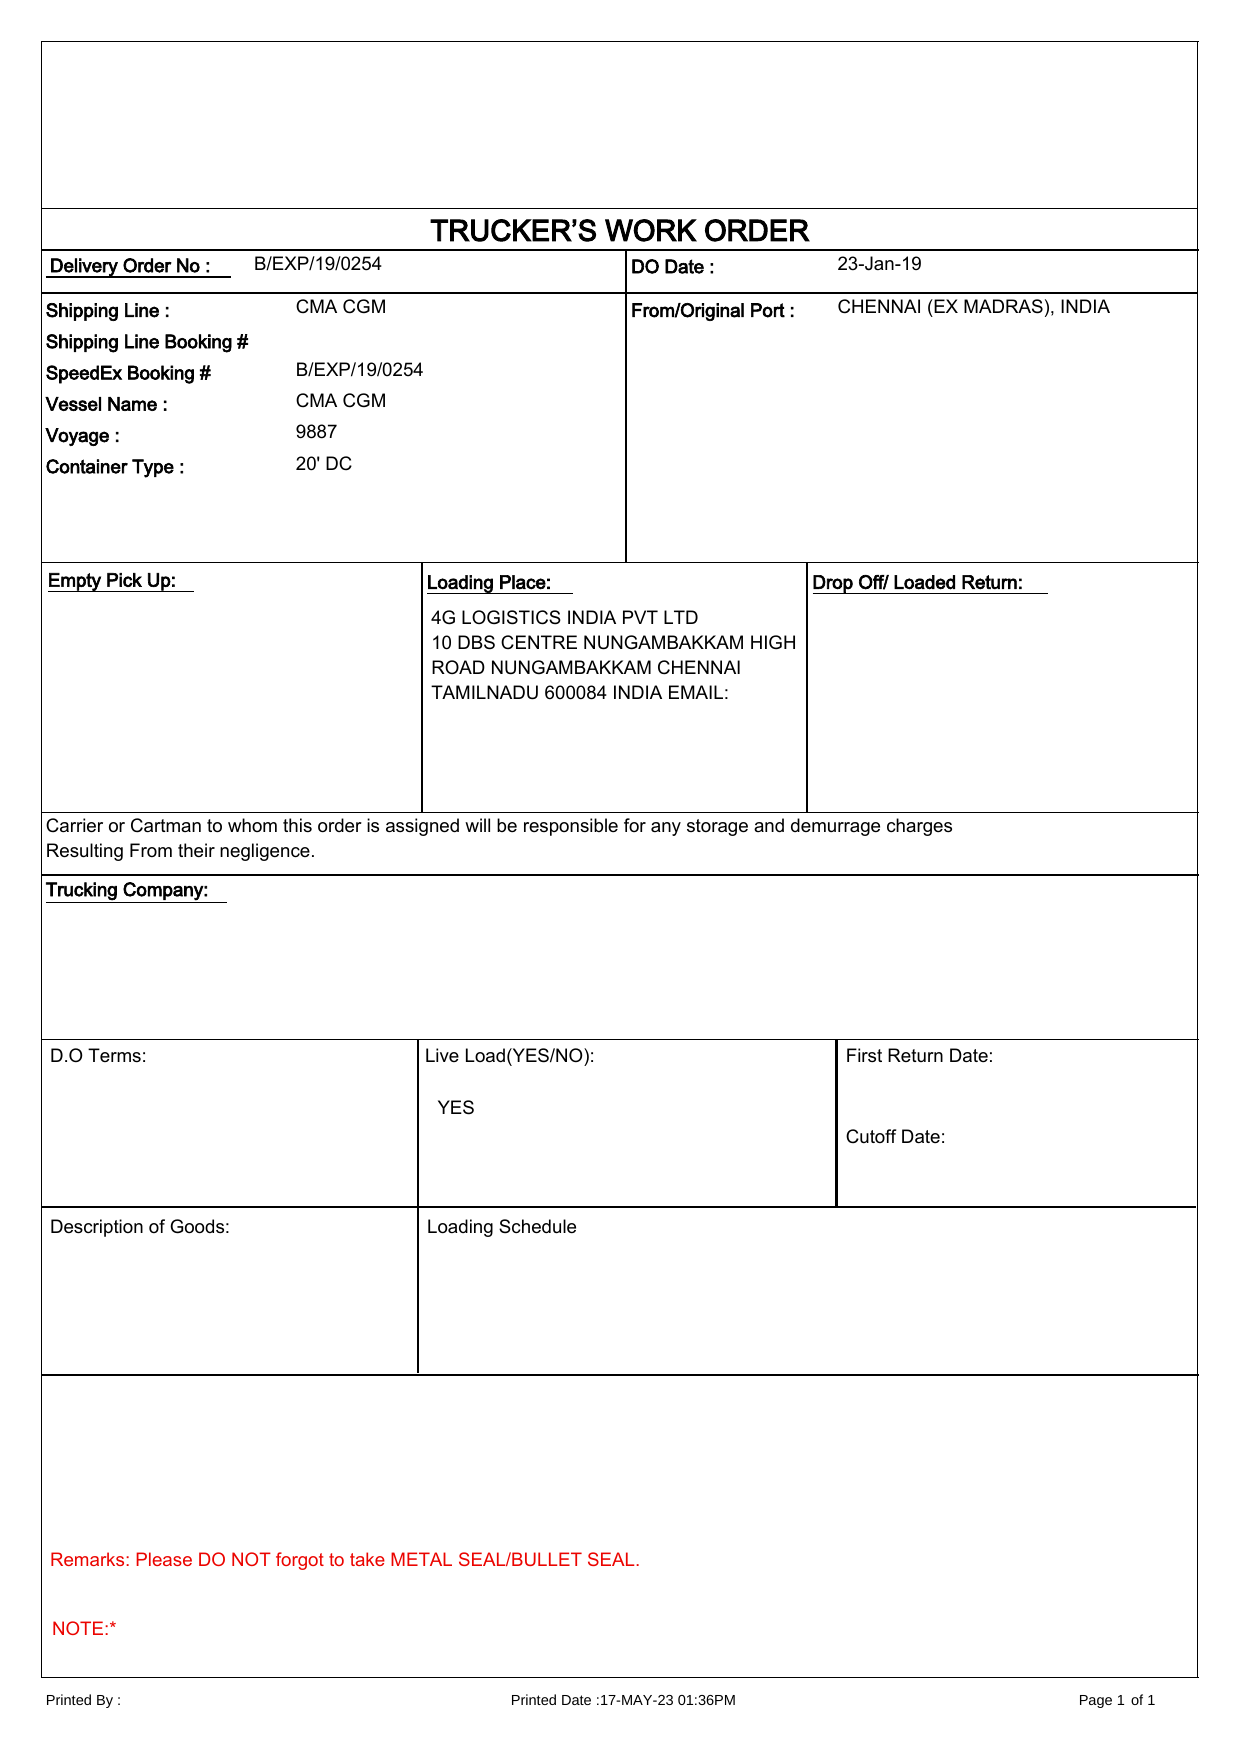 TRUCKER'S WORK ORDER
Delivery Order No : B/EXP/19/0254 DO Date : 23-Jan-19
Shipping Line : CMA CGM From/Original Port : CHENNAI (EX MADRAS), INDIA
Shipping Line Booking #
SpeedEx Booking # B/EXP/19/0254
Vessel Name : CMA CGM
Voyage : 9887
Container Type : 20' DC
Empty Pick Up: Loading Place: Drop Off/ Loaded Return:
4G LOGISTICS INDIA PVT LTD
10 DBS CENTRE NUNGAMBAKKAM HIGH
ROAD NUNGAMBAKKAM CHENNAI
TAMILNADU 600084 INDIA EMAIL:
Carrier or Cartman to whom this order is assigned will be responsible for any storage and demurrage charges
Resulting From their negligence.
Trucking Company:
D.O Terms: Live Load(YES/NO): First Return Date:
YES
Cutoff Date:
Description of Goods: Loading Schedule
Remarks: Please DO NOT forgot to take METAL SEAL/BULLET SEAL.
NOTE:*
Printed By : Printed Date :17-MAY-23 01:36PM Page 1 of 1